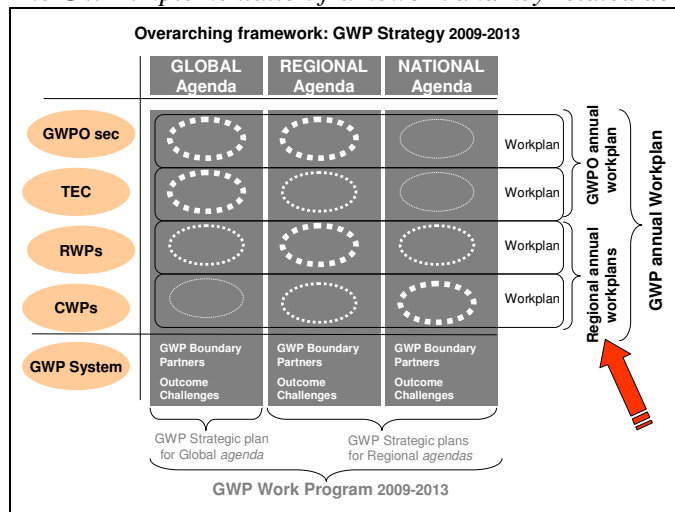 Overarching framework: GWP Strategy 2009-2013
GLOBAL
Agenda
REGIONAL
Agenda
NATIONAL
Agenda
GWPO sec
Workplan
TEC
Workplan
RWPs
Workplan
CWPs
Workplan
GWPO annual
workplan
Regional annual
workplans
GWP annual Workplan
GWP System
GWP Boundary
Partners
Outcome
Challenges
GWP Boundary
Partners
Outcome
Challenges
GWP Boundary
Partners
Outcome
Challenges
GWP Strategic plan
for Global agenda
GWP Strategic plans
for Regional agendas
GWP Work Program 2009-2013